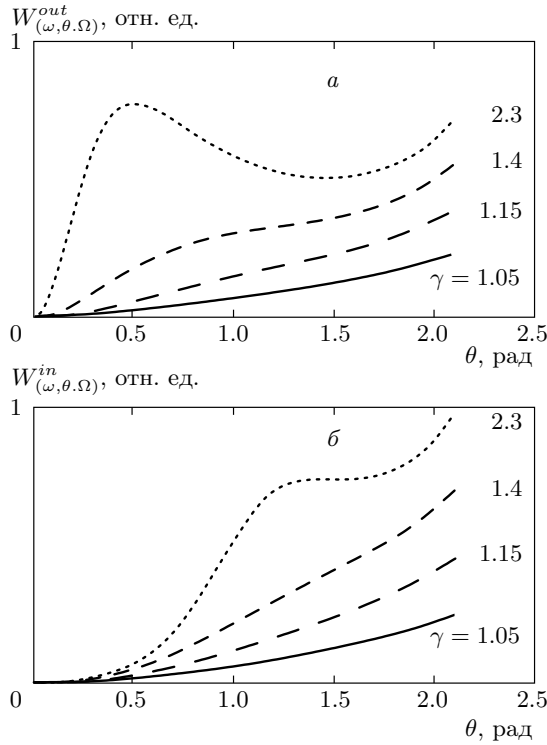 W^{out}_{(ω,θ.Ω)}, отн. ед.
1
а
2.3
1.4
1.15
γ = 1.05
0 0.5 1.0 1.5 2.0 2.5
θ, рад
W^{in}_{(ω,θ.Ω)}, отн. ед.
1
б
2.3
1.4
1.15
γ = 1.05
0 0.5 1.0 1.5 2.0 2.5
θ, рад